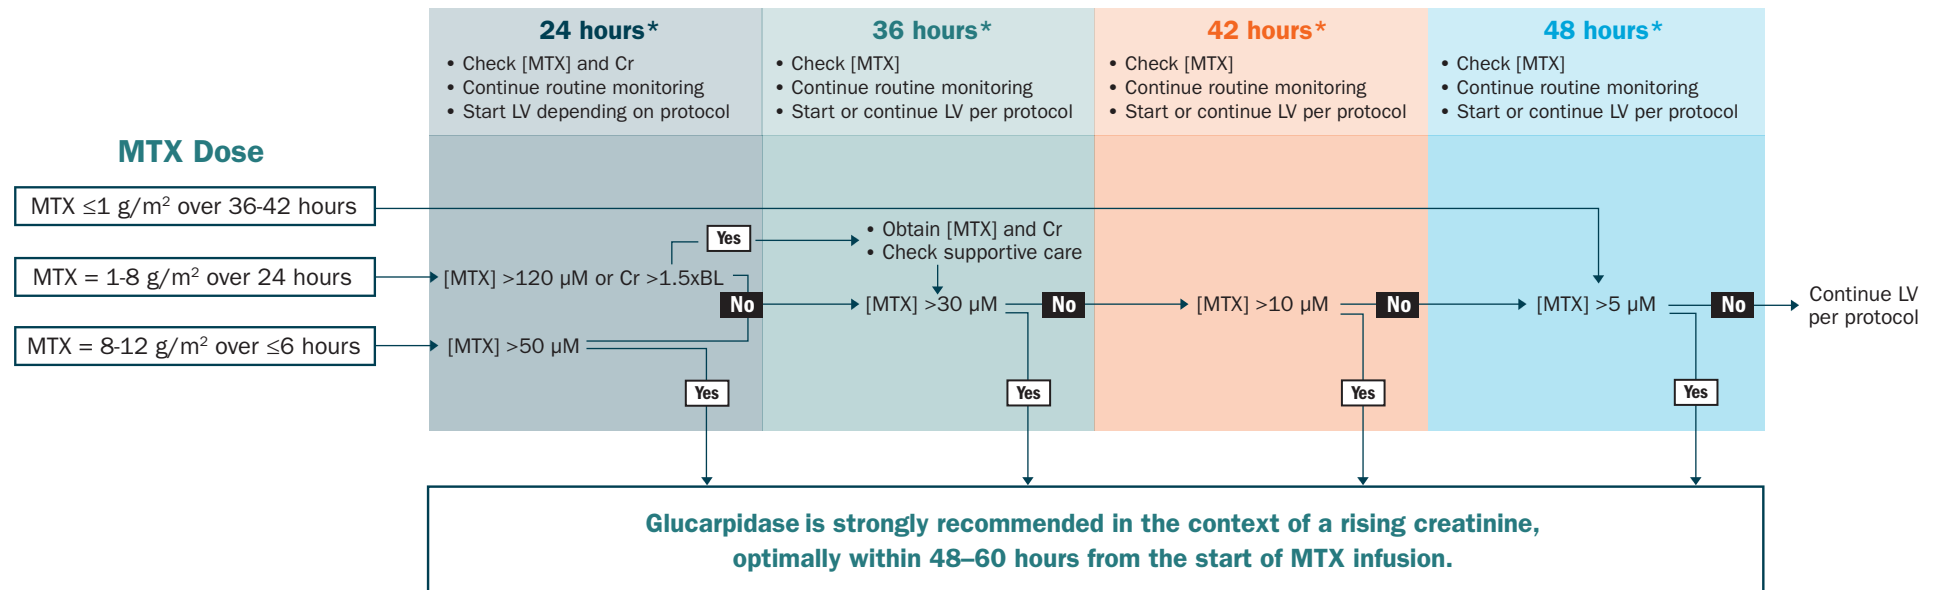 24 hours*
• Check [MTX] and Cr
• Continue routine monitoring
• Start LV depending on protocol
36 hours*
• Check [MTX]
• Continue routine monitoring
• Start or continue LV per protocol
42 hours*
• Check [MTX]
• Continue routine monitoring
• Start or continue LV per protocol
48 hours*
• Check [MTX]
• Continue routine monitoring
• Start or continue LV per protocol
MTX Dose
MTX ≤1 g/m² over 36-42 hours
MTX = 1-8 g/m² over 24 hours
MTX = 8-12 g/m² over ≤6 hours
[MTX] >120 µM or Cr >1.5xBL
Yes
• Obtain [MTX] and Cr
• Check supportive care
No
[MTX] >50 µM
Yes
[MTX] >30 µM
No
Yes
[MTX] >10 µM
No
Yes
[MTX] >5 µM
No
Yes
Continue LV
per protocol
Glucarpidase is strongly recommended in the context of a rising creatinine,
optimally within 48–60 hours from the start of MTX infusion.